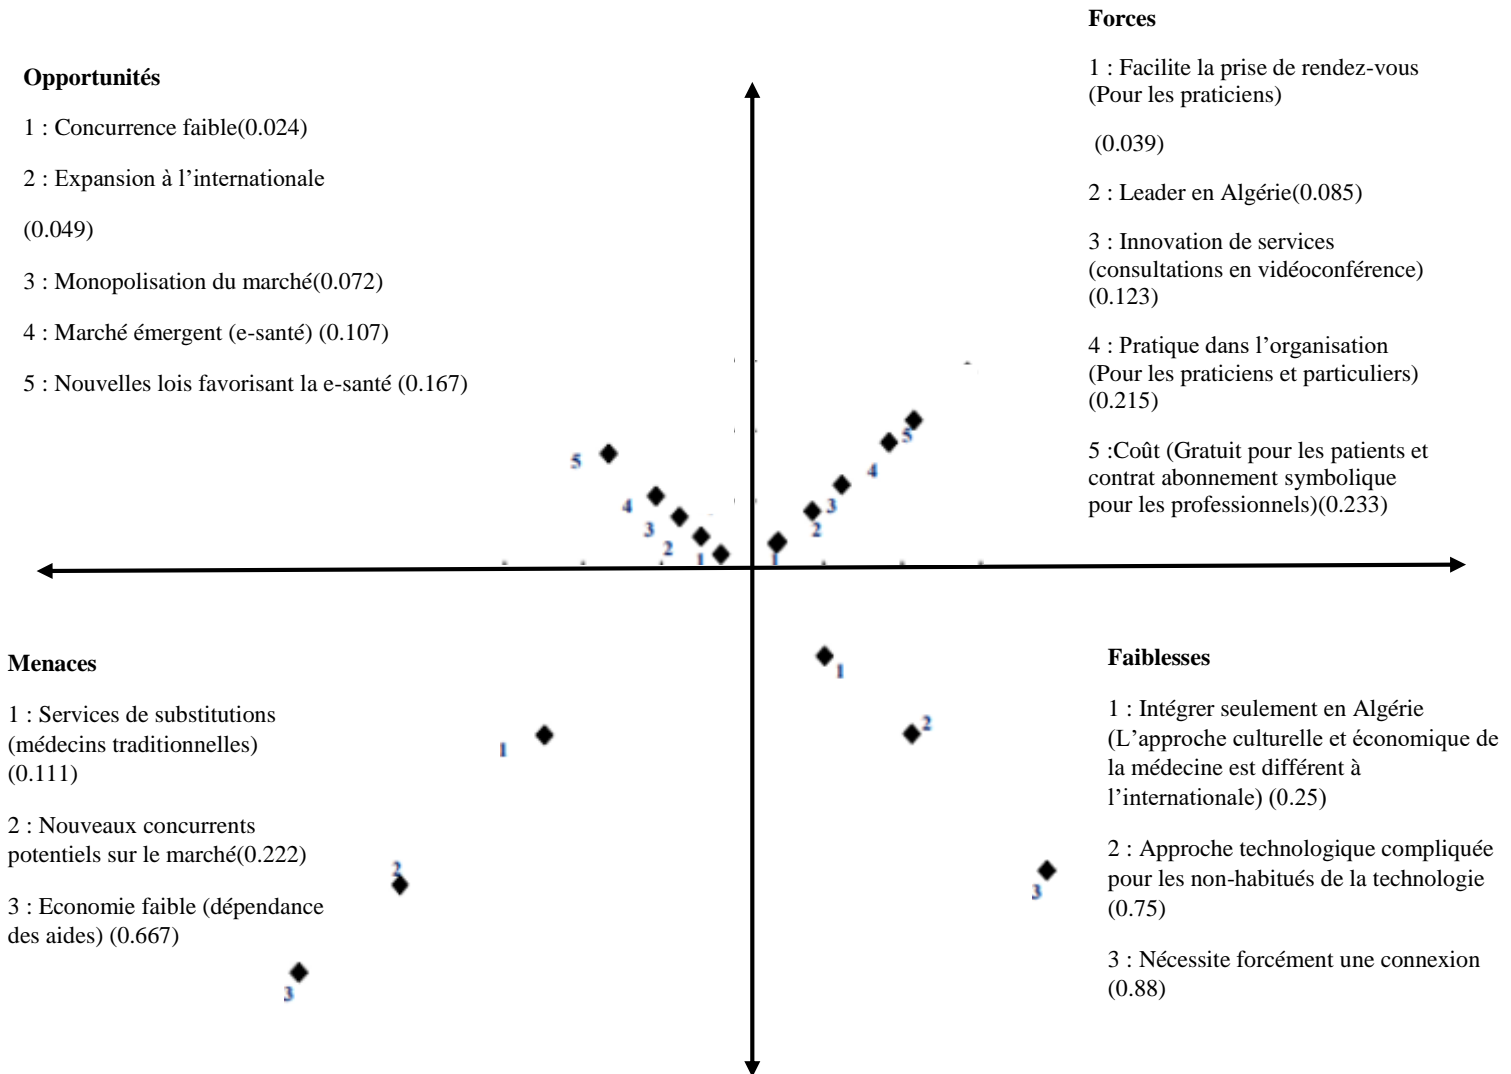 Opportunités
1 : Concurrence faible(0.024)
2 : Expansion à l’internationale
(0.049)
3 : Monopolisation du marché(0.072)
4 : Marché émergent (e-santé) (0.107)
5 : Nouvelles lois favorisant la e-santé (0.167)
Forces
1 : Facilite la prise de rendez-vous
(Pour les praticiens)
(0.039)
2 : Leader en Algérie(0.085)
3 : Innovation de services
(consultations en vidéoconférence)
(0.123)
4 : Pratique dans l’organisation
(Pour les praticiens et particuliers)
(0.215)
5 :Coût (Gratuit pour les patients et
contrat abonnement symbolique
pour les professionnels)(0.233)
5
4
3
2
1
5
4
3
2
1
Menaces
1 : Services de substitutions
(médecins traditionnelles)
(0.111)
2 : Nouveaux concurrents
potentiels sur le marché(0.222)
3 : Economie faible (dépendance
des aides) (0.667)
1
2
3
1
2
3
Faiblesses
1 : Intégrer seulement en Algérie
(L’approche culturelle et économique de
la médecine est différent à
l’internationale) (0.25)
2 : Approche technologique compliquée
pour les non-habitués de la technologie
(0.75)
3 : Nécessite forcément une connexion
(0.88)